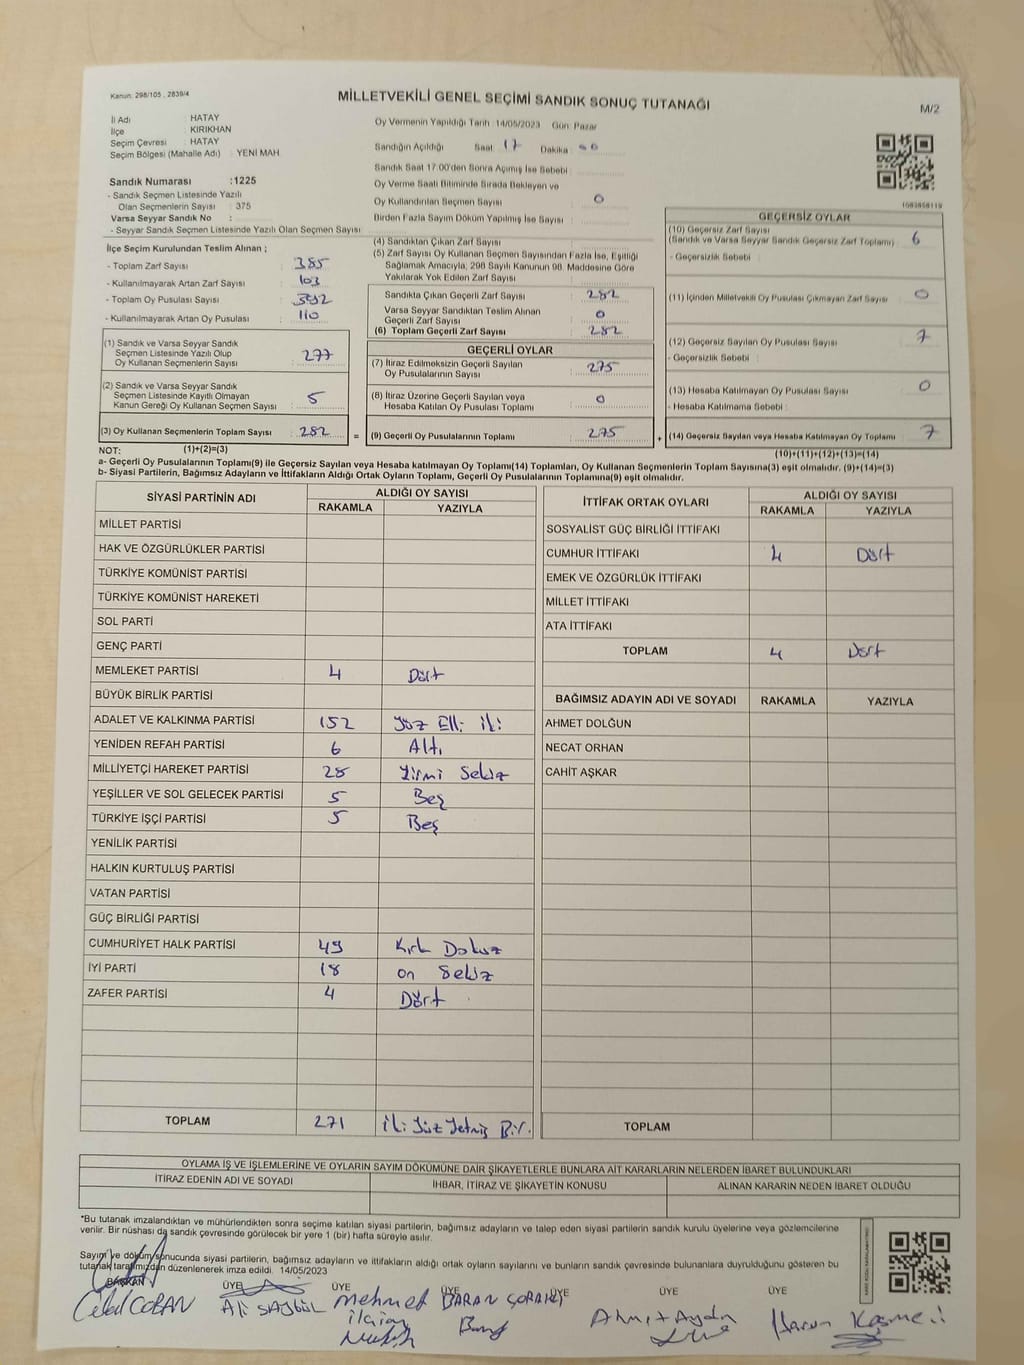 Kanun. 298/105 , 2839/4
MİLLETVEKİLİ GENEL SEÇİMİ SANDIK SONUÇ TUTANAĞI
M/2
İl Adı : HATAY
İlçe : KIRIKHAN
Seçim Çevresi : HATAY
Seçim Bölgesi (Mahalle Adı) : YENİ MAH
Oy Vermenin Yapıldığı Tarih :14/05/2023 Gün: Pazar
Sandığın Açıldığı Saat : 17 Dakika :
Sandık Saat 17.00'den Sonra Açılmış İse Sebebi :
Oy Verme Saati Bitiminde Sırada Bekleyen ve
Oy Kullandırılan Seçmen Sayısı : 0
Birden Fazla Sayım Döküm Yapılmış İse Sayısı :
Sandık Numarası :1225
- Sandık Seçmen Listesinde Yazılı
Olan Seçmenlerin Sayısı : 375
Varsa Seyyar Sandık No :
- Seyyar Sandık Seçmen Listesinde Yazılı Olan Seçmen Sayısı :
İlçe Seçim Kurulundan Teslim Alınan ;
- Toplam Zarf Sayısı : 385
- Kullanılmayarak Artan Zarf Sayısı : 103
- Toplam Oy Pusulası Sayısı : 392
- Kullanılmayarak Artan Oy Pusulası : 110
(1) Sandık ve Varsa Seyyar Sandık
Seçmen Listesinde Yazılı Olup
Oy Kullanan Seçmenlerin Sayısı : 277
(2) Sandık ve Varsa Seyyar Sandık
Seçmen Listesinde Kayıtlı Olmayan
Kanun Gereği Oy Kullanan Seçmen Sayısı : 5
(3) Oy Kullanan Seçmenlerin Toplam Sayısı : 282
(1)+(2)=(3)
(4) Sandıktan Çıkan Zarf Sayısı :
(5) Zarf Sayısı Oy Kullanan Seçmen Sayısından Fazla İse, Eşitliği
Sağlamak Amacıyla, 298 Sayılı Kanunun 98. Maddesine Göre
Yakılarak Yok Edilen Zarf Sayısı :
Sandıkta Çıkan Geçerli Zarf Sayısı : 282
Varsa Seyyar Sandıktan Teslim Alınan
Geçerli Zarf Sayısı : 0
(6) Toplam Geçerli Zarf Sayısı : 282
GEÇERLİ OYLAR
(7) İtiraz Edilmeksizin Geçerli Sayılan
Oy Pusulalarının Sayısı : 275
(8) İtiraz Üzerine Geçerli Sayılan veya
Hesaba Katılan Oy Pusulası Toplamı : 0
= (9) Geçerli Oy Pusulalarının Toplamı : 275
GEÇERSİZ OYLAR
(10) Geçersiz Zarf Sayısı
(Sandık ve Varsa Seyyar Sandık Geçersiz Zarf Toplamı) : 6
- Geçersizlik Sebebi :
(11) İçinden Milletvekili Oy Pusulası Çıkmayan Zarf Sayısı : 0
(12) Geçersiz Sayılan Oy Pusulası Sayısı : 7
- Geçersizlik Sebebi :
(13) Hesaba Katılmayan Oy Pusulası Sayısı : 0
- Hesaba Katılmama Sebebi :
+ (14) Geçersiz Sayılan veya Hesaba Katılmayan Oy Toplamı : 7
(10)+(11)+(12)+(13)=(14)
NOT:
a- Geçerli Oy Pusulalarının Toplamı(9) ile Geçersiz Sayılan veya Hesaba katılmayan Oy Toplamı(14) Toplamları, Oy Kullanan Seçmenlerin Toplam Sayısına(3) eşit olmalıdır. (9)+(14)=(3)
b- Siyasi Partilerin, Bağımsız Adayların ve İttifakların Aldığı Ortak Oyların Toplamı, Geçerli Oy Pusulalarının Toplamına(9) eşit olmalıdır.
SİYASİ PARTİNİN ADI ALDIĞI OY SAYISI
RAKAMLA YAZIYLA
MİLLET PARTİSİ
HAK VE ÖZGÜRLÜKLER PARTİSİ
TÜRKİYE KOMÜNİST PARTİSİ
TÜRKİYE KOMÜNİST HAREKETİ
SOL PARTİ
GENÇ PARTİ
MEMLEKET PARTİSİ 4 Dört
BÜYÜK BİRLİK PARTİSİ
ADALET VE KALKINMA PARTİSİ 152 Yüz Elli iki
YENİDEN REFAH PARTİSİ 6 Altı
MİLLİYETÇİ HAREKET PARTİSİ 28 Yirmi Sekiz
YEŞİLLER VE SOL GELECEK PARTİSİ 5 Beş
TÜRKİYE İŞÇİ PARTİSİ 5 Beş
YENİLİK PARTİSİ
HALKIN KURTULUŞ PARTİSİ
VATAN PARTİSİ
GÜÇ BİRLİĞİ PARTİSİ
CUMHURİYET HALK PARTİSİ 49 Kırk Dokuz
İYİ PARTİ 18 on Sekiz
ZAFER PARTİSİ 4 Dört
TOPLAM 271 iki Yüz Yetmiş Bir
İTTİFAK ORTAK OYLARI ALDIĞI OY SAYISI
RAKAMLA YAZIYLA
SOSYALİST GÜÇ BİRLİĞİ İTTİFAKI
CUMHUR İTTİFAKI 4 Dört
EMEK VE ÖZGÜRLÜK İTTİFAKI
MİLLET İTTİFAKI
ATA İTTİFAKI
TOPLAM 4 Dört
BAĞIMSIZ ADAYIN ADI VE SOYADI RAKAMLA YAZIYLA
AHMET DOLĞUN
NECAT ORHAN
CAHİT AŞKAR
TOPLAM
OYLAMA İŞ VE İŞLEMLERİNE VE OYLARIN SAYIM DÖKÜMÜNE DAİR ŞİKAYETLERLE BUNLARA AİT KARARLARIN NELERDEN İBARET BULUNDUKLARI
İTİRAZ EDENİN ADI VE SOYADI İHBAR, İTİRAZ VE ŞİKAYETİN KONUSU ALINAN KARARIN NEDEN İBARET OLDUĞU
*Bu tutanak imzalandıktan ve mühürlendikten sonra seçime katılan siyasi partilerin, bağımsız adayların ve talep eden siyasi partilerin sandık kurulu üyelerine veya gözlemcilerine
verilir. Bir nüshası da sandık çevresinde görülecek bir yere 1 (bir) hafta süreyle asılır.
Sayım ve döküm sonucunda siyasi partilerin, bağımsız adayların ve ittifakların aldığı ortak oyların sayılarını ve bunların sandık çevresinde bulunanlara duyrulduğunu gösteren bu
tutanak tarafımızdan düzenlenerek imza edildi. 14/05/2023
BAŞKAN ÜYE ÜYE ÜYE ÜYE ÜYE ÜYE
Celal COBAN Ali SAYGÜL Mehmet BARAN Ahmet Aydın Harun